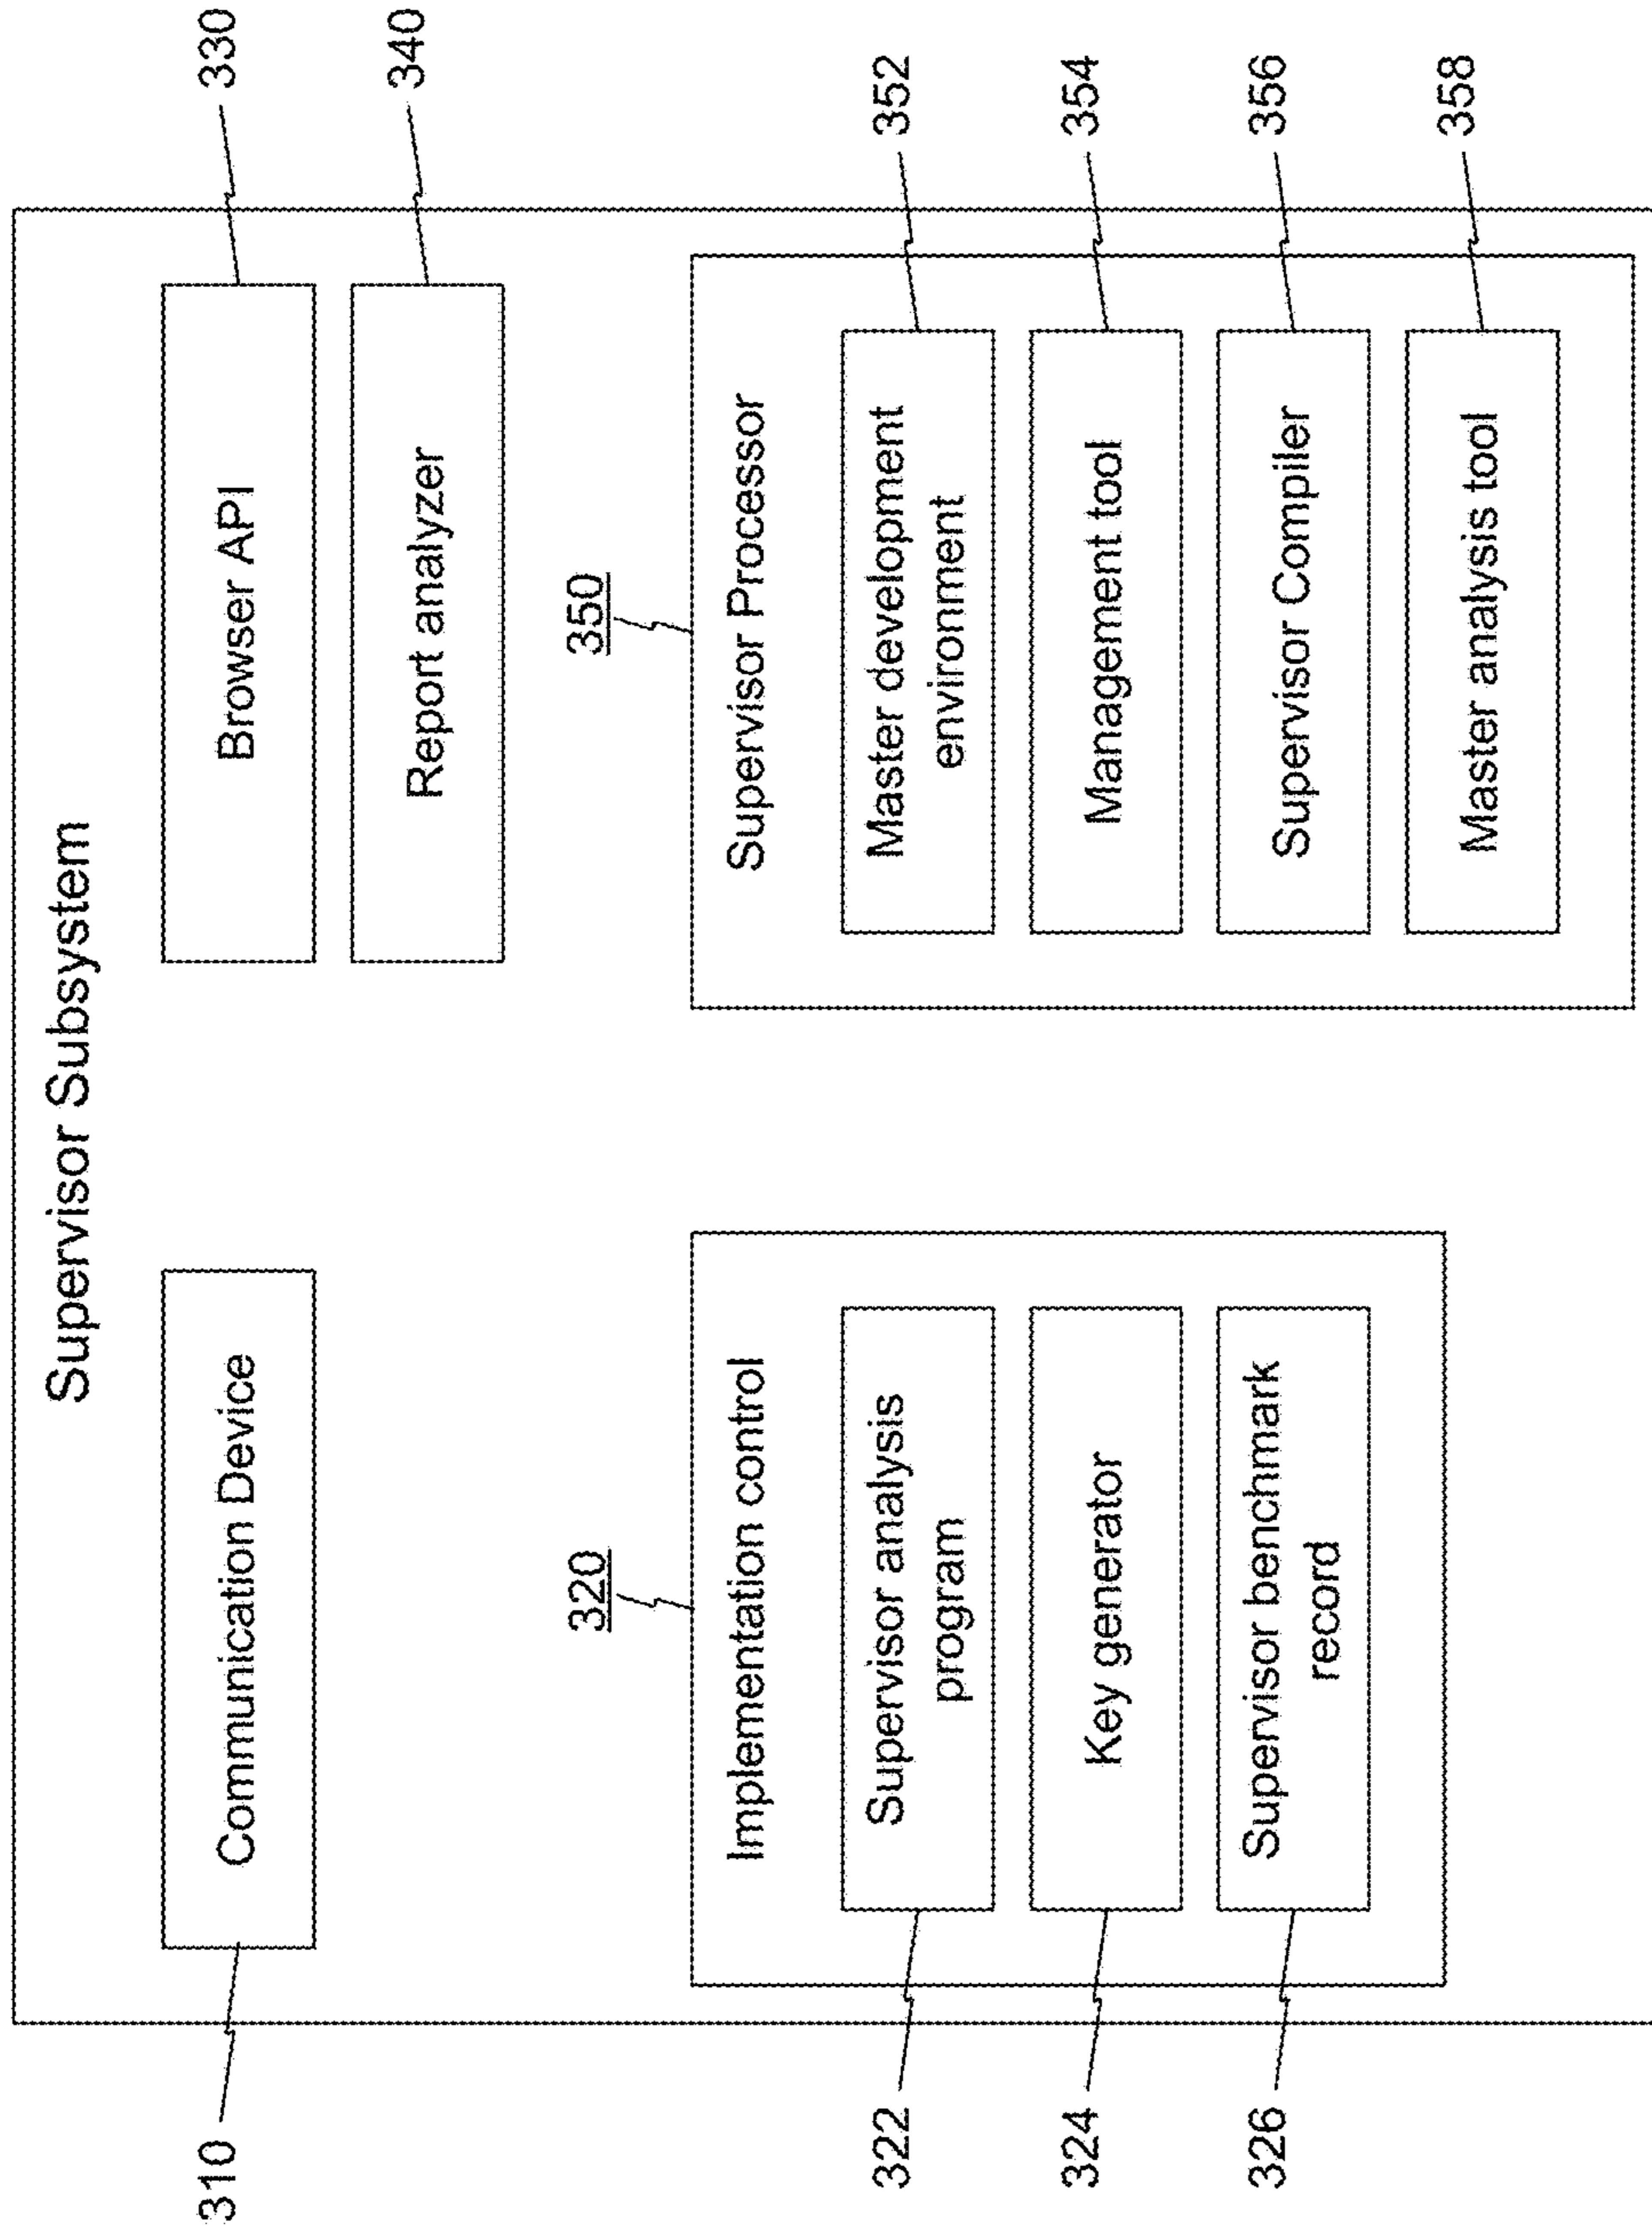 Supervisor Subsystem
310
Communication Device
320
Implementation control
322
Supervisor analysis
program
324
Key generator
326
Supervisor benchmark
record
Browser API
330
Report analyzer
340
350
Supervisor Processor
Master development
environment
352
Management tool
354
Supervisor Compiler
356
Master analysis tool
358